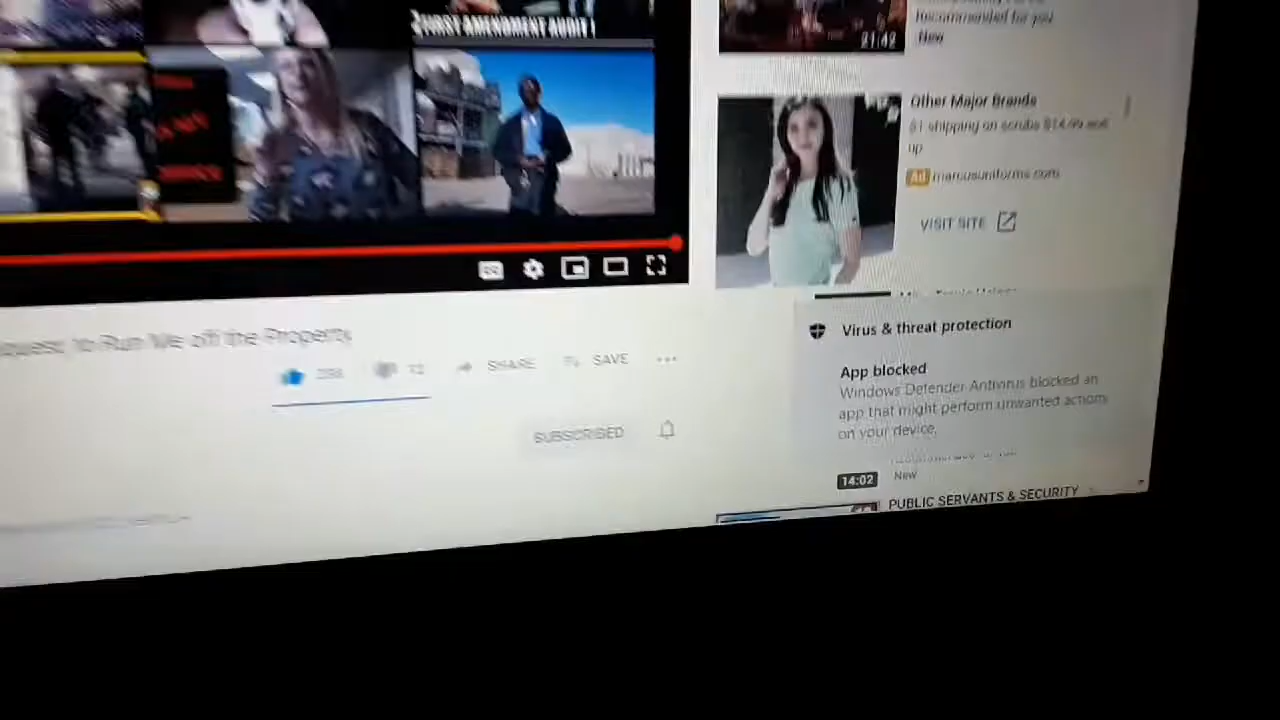 FIRST AMENDMENT AUDIT!
21:42
Recommended for you
New
Other Major Brands
$1 shipping on scrubs $14.99 and
up
Ad marcusuniforms.com
VISIT SITE
to Run Me off the Property
288 72 SHARE SAVE
SUBSCRIBED
Virus & threat protection
App blocked
Windows Defender Antivirus blocked an
app that might perform unwanted actions
on your device.
New
14:02
PUBLIC SERVANTS & SECURITY